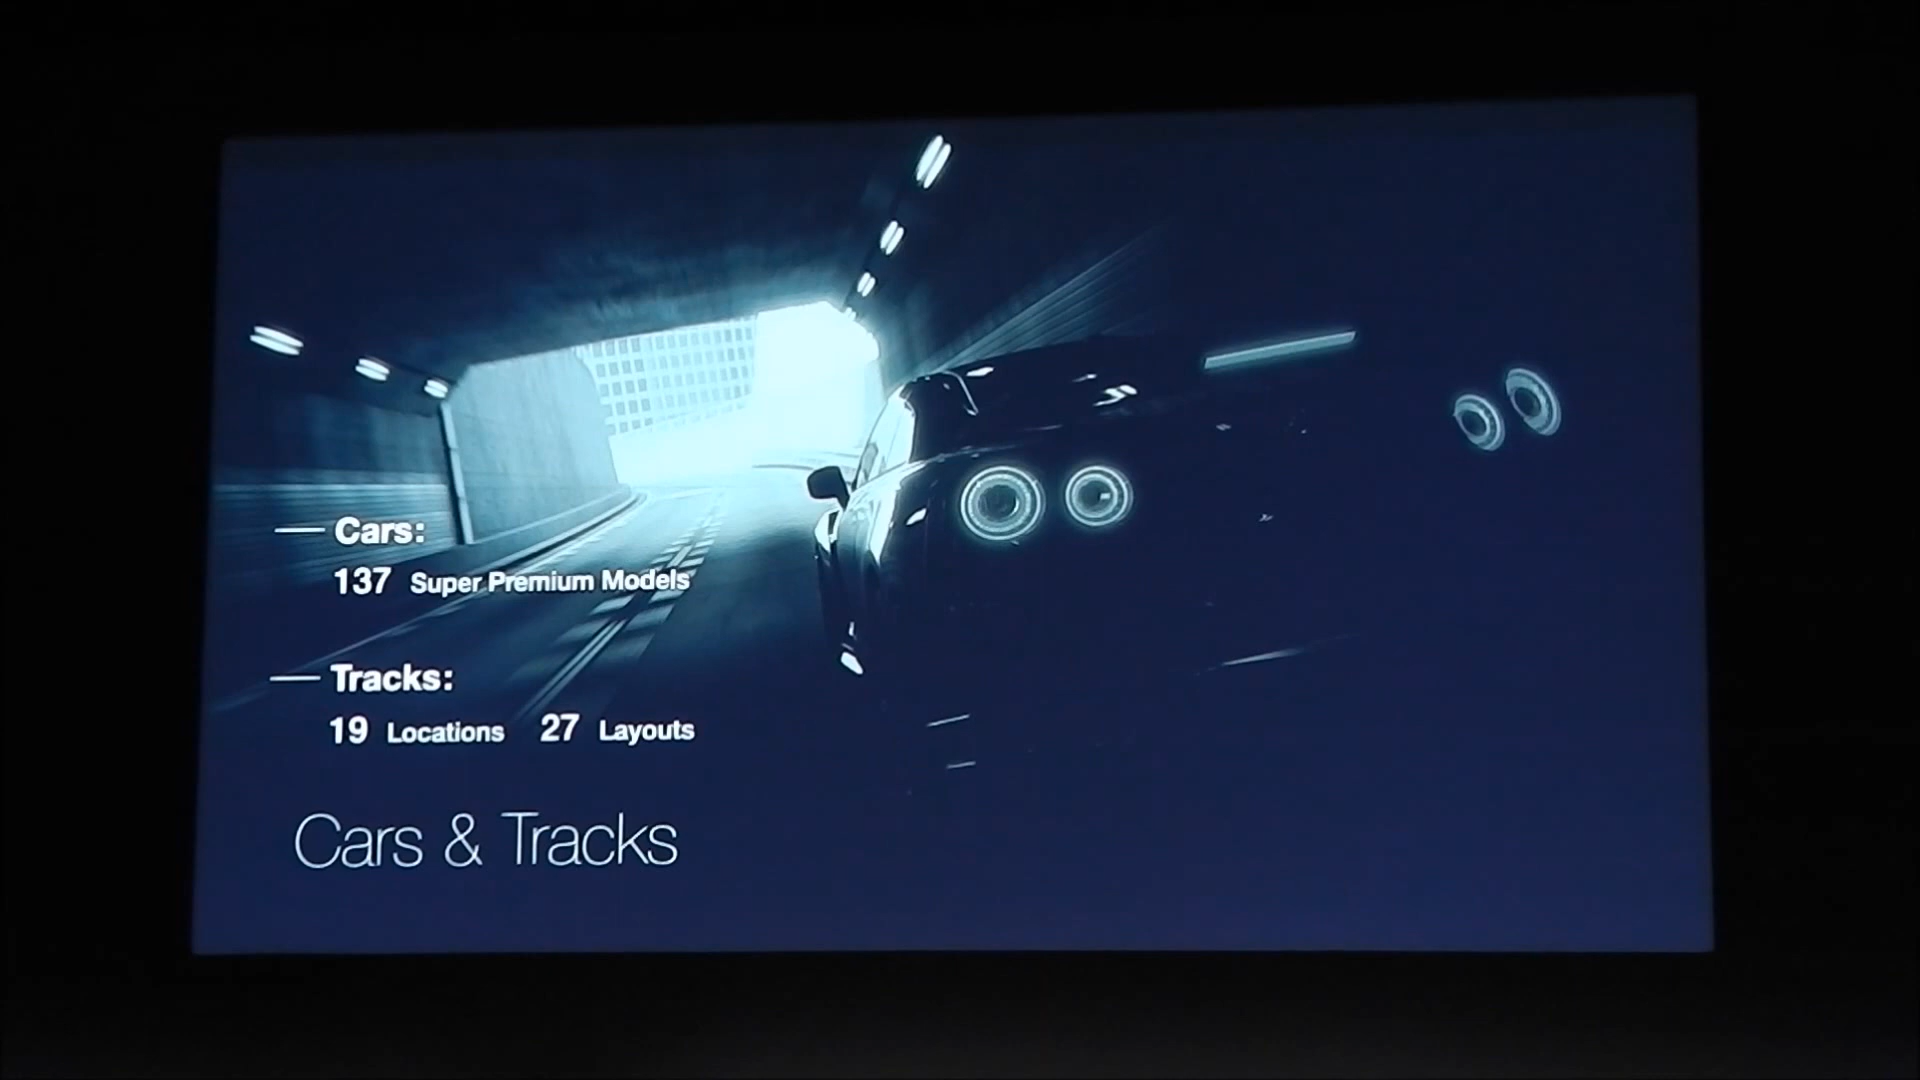 Cars:
137 Super Premium Models
Tracks:
19 Locations 27 Layouts
Cars & Tracks